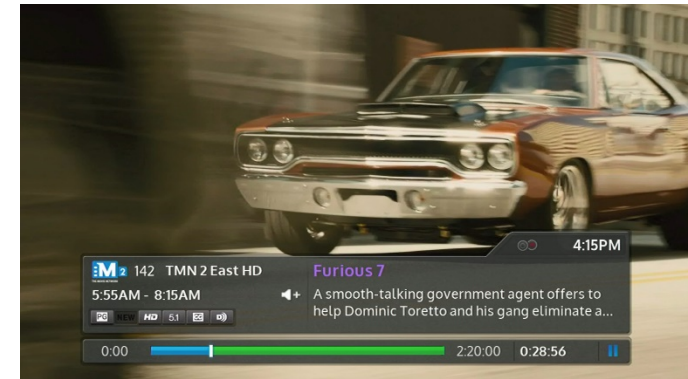 4:15PM
M 2 142 TMN 2 East HD
Furious 7
5:55AM - 8:15AM
A smooth-talking government agent offers to
help Dominic Toretto and his gang eliminate a...
PG NEW HD 5.1 CC D))
0:00 2:20:00 0:28:56